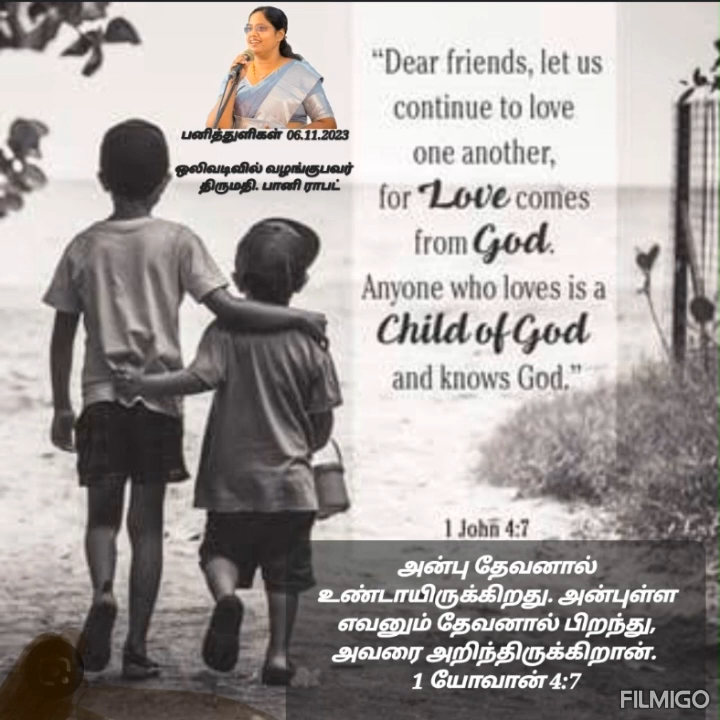 பனித்துளிகள் 06.11.2023
ஒலிவடிவில் வழங்குபவர்
திருமதி. பானி ராபட்
“Dear friends, let us
continue to love
one another,
for Love comes
from God.
Anyone who loves is a
Child of God
and knows God.”
1 John 4:7
அன்பு தேவனால்
உண்டாயிருக்கிறது. அன்புள்ள
எவனும் தேவனால் பிறந்து,
அவரை அறிந்திருக்கிறான்.
1 யோவான் 4:7
FILMIGO